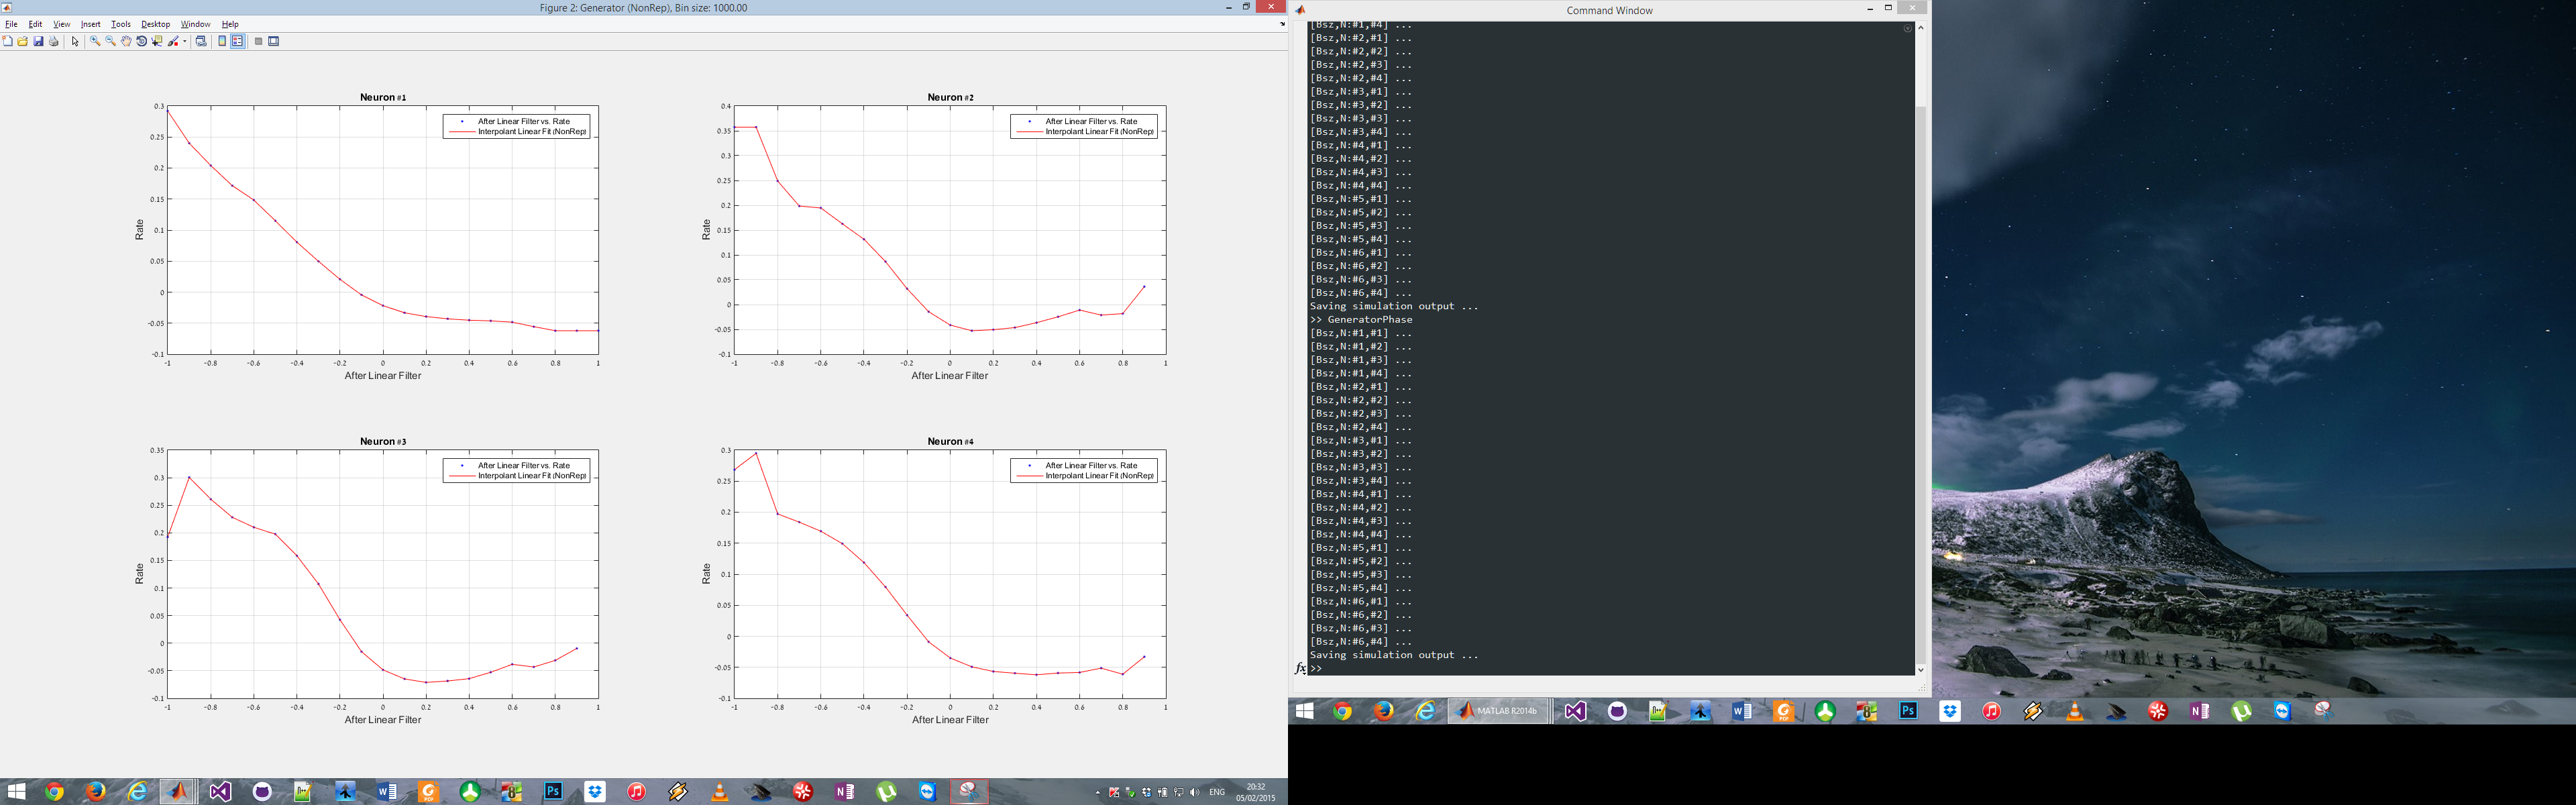 Figure 2: Generator (NonRep), Bin size: 1000.00
File Edit View Insert Tools Desktop Window Help
Neuron #1
0.3
0.25
0.2
0.15
0.1
0.05
0
-0.05
-0.1
Rate
After Linear Filter vs. Rate
Interpolant Linear Fit (NonRep)
-1 -0.8 -0.6 -0.4 -0.2 0 0.2 0.4 0.6 0.8 1
After Linear Filter
Neuron #2
0.4
0.35
0.3
0.25
0.2
0.15
0.1
0.05
0
-0.05
-0.1
Rate
After Linear Filter vs. Rate
Interpolant Linear Fit (NonRep)
-1 -0.8 -0.6 -0.4 -0.2 0 0.2 0.4 0.6 0.8 1
After Linear Filter
Neuron #3
0.35
0.3
0.25
0.2
0.15
0.1
0.05
0
-0.05
-0.1
Rate
After Linear Filter vs. Rate
Interpolant Linear Fit (NonRep)
-1 -0.8 -0.6 -0.4 -0.2 0 0.2 0.4 0.6 0.8 1
After Linear Filter
Neuron #4
0.3
0.25
0.2
0.15
0.1
0.05
0
-0.05
-0.1
Rate
After Linear Filter vs. Rate
Interpolant Linear Fit (NonRep)
-1 -0.8 -0.6 -0.4 -0.2 0 0.2 0.4 0.6 0.8 1
After Linear Filter
ENG
20:32
05/02/2015
Command Window
[Bsz,N:#1,#4] ...
[Bsz,N:#2,#1] ...
[Bsz,N:#2,#2] ...
[Bsz,N:#2,#3] ...
[Bsz,N:#2,#4] ...
[Bsz,N:#3,#1] ...
[Bsz,N:#3,#2] ...
[Bsz,N:#3,#3] ...
[Bsz,N:#3,#4] ...
[Bsz,N:#4,#1] ...
[Bsz,N:#4,#2] ...
[Bsz,N:#4,#3] ...
[Bsz,N:#4,#4] ...
[Bsz,N:#5,#1] ...
[Bsz,N:#5,#2] ...
[Bsz,N:#5,#3] ...
[Bsz,N:#5,#4] ...
[Bsz,N:#6,#1] ...
[Bsz,N:#6,#2] ...
[Bsz,N:#6,#3] ...
[Bsz,N:#6,#4] ...
Saving simulation output ...
>> GeneratorPhase
[Bsz,N:#1,#1] ...
[Bsz,N:#1,#2] ...
[Bsz,N:#1,#3] ...
[Bsz,N:#1,#4] ...
[Bsz,N:#2,#1] ...
[Bsz,N:#2,#2] ...
[Bsz,N:#2,#3] ...
[Bsz,N:#2,#4] ...
[Bsz,N:#3,#1] ...
[Bsz,N:#3,#2] ...
[Bsz,N:#3,#3] ...
[Bsz,N:#3,#4] ...
[Bsz,N:#4,#1] ...
[Bsz,N:#4,#2] ...
[Bsz,N:#4,#3] ...
[Bsz,N:#4,#4] ...
[Bsz,N:#5,#1] ...
[Bsz,N:#5,#2] ...
[Bsz,N:#5,#3] ...
[Bsz,N:#5,#4] ...
[Bsz,N:#6,#1] ...
[Bsz,N:#6,#2] ...
[Bsz,N:#6,#3] ...
[Bsz,N:#6,#4] ...
Saving simulation output ...
fx >>
MATLAB R2014b